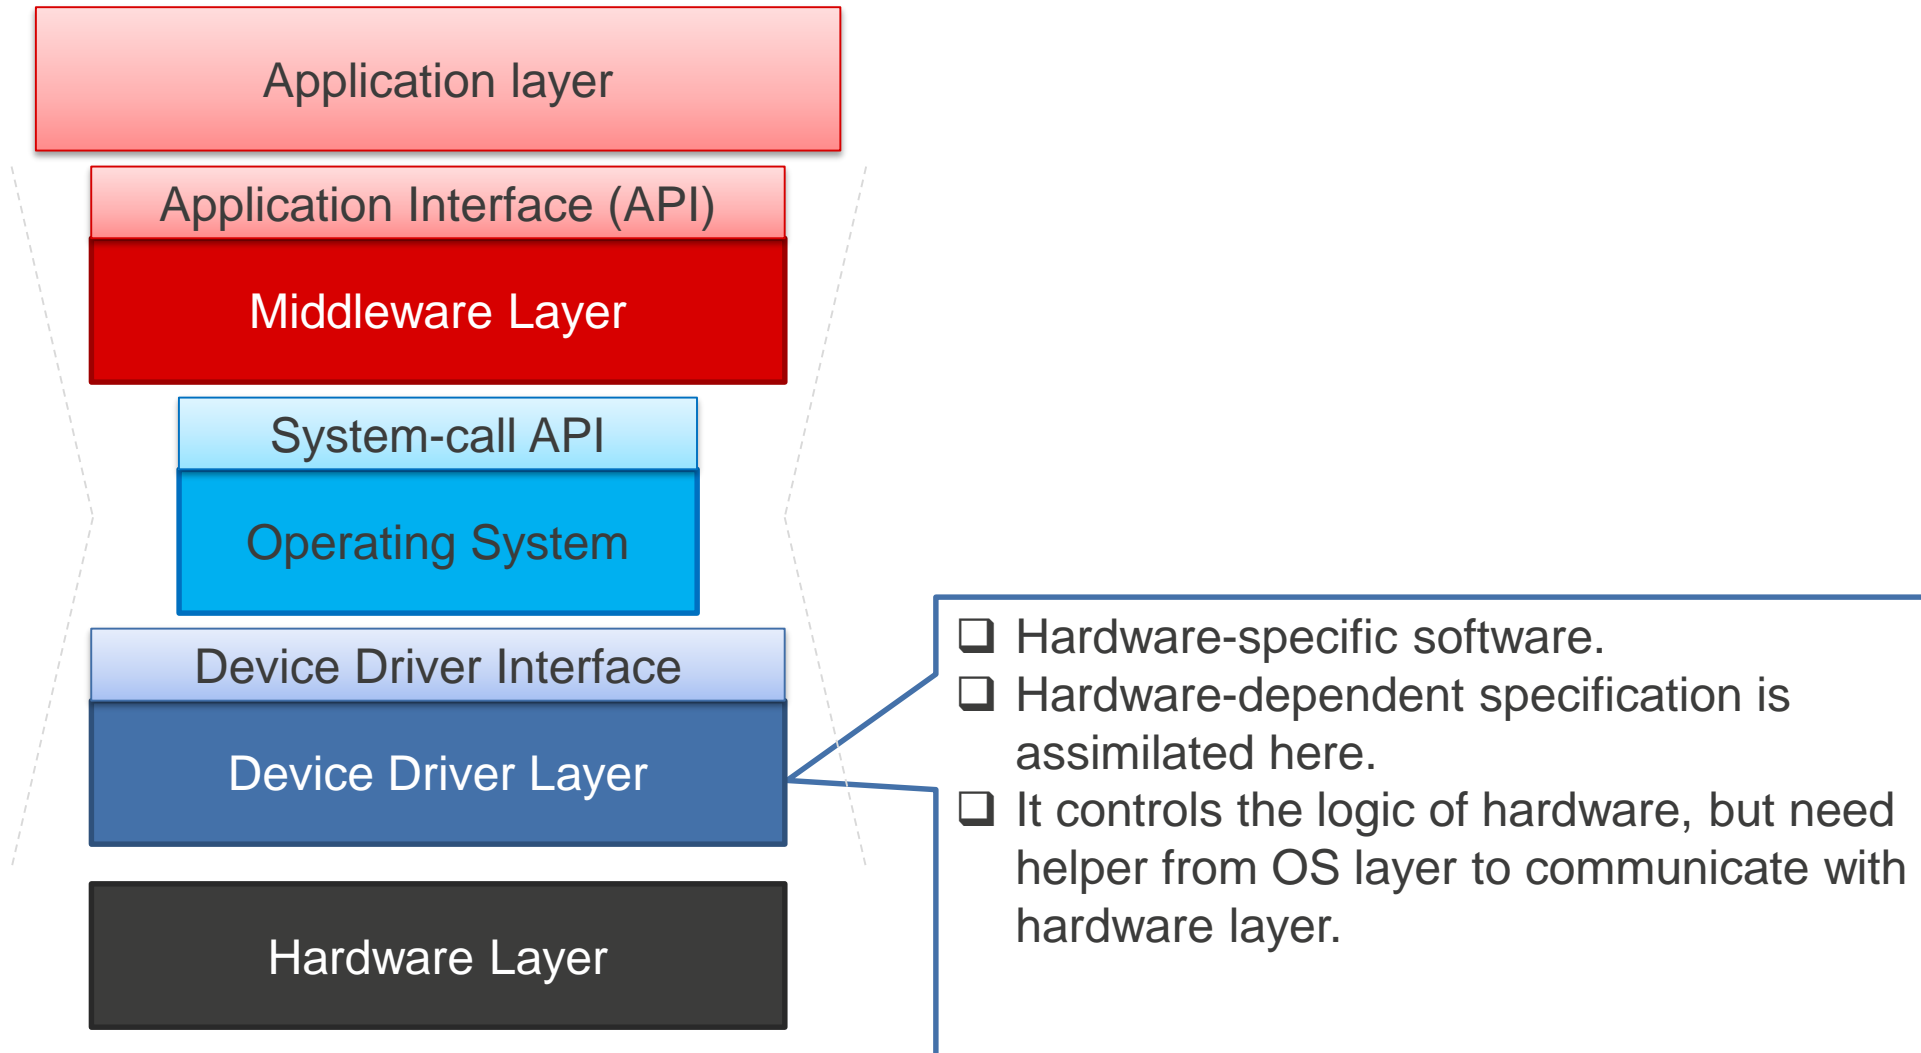 Application layer
Application Interface (API)
Middleware Layer
System-call API
Operating System
Device Driver Interface
Device Driver Layer
Hardware Layer
❑ Hardware-specific software.
❑ Hardware-dependent specification is
assimilated here.
❑ It controls the logic of hardware, but need
helper from OS layer to communicate with
hardware layer.